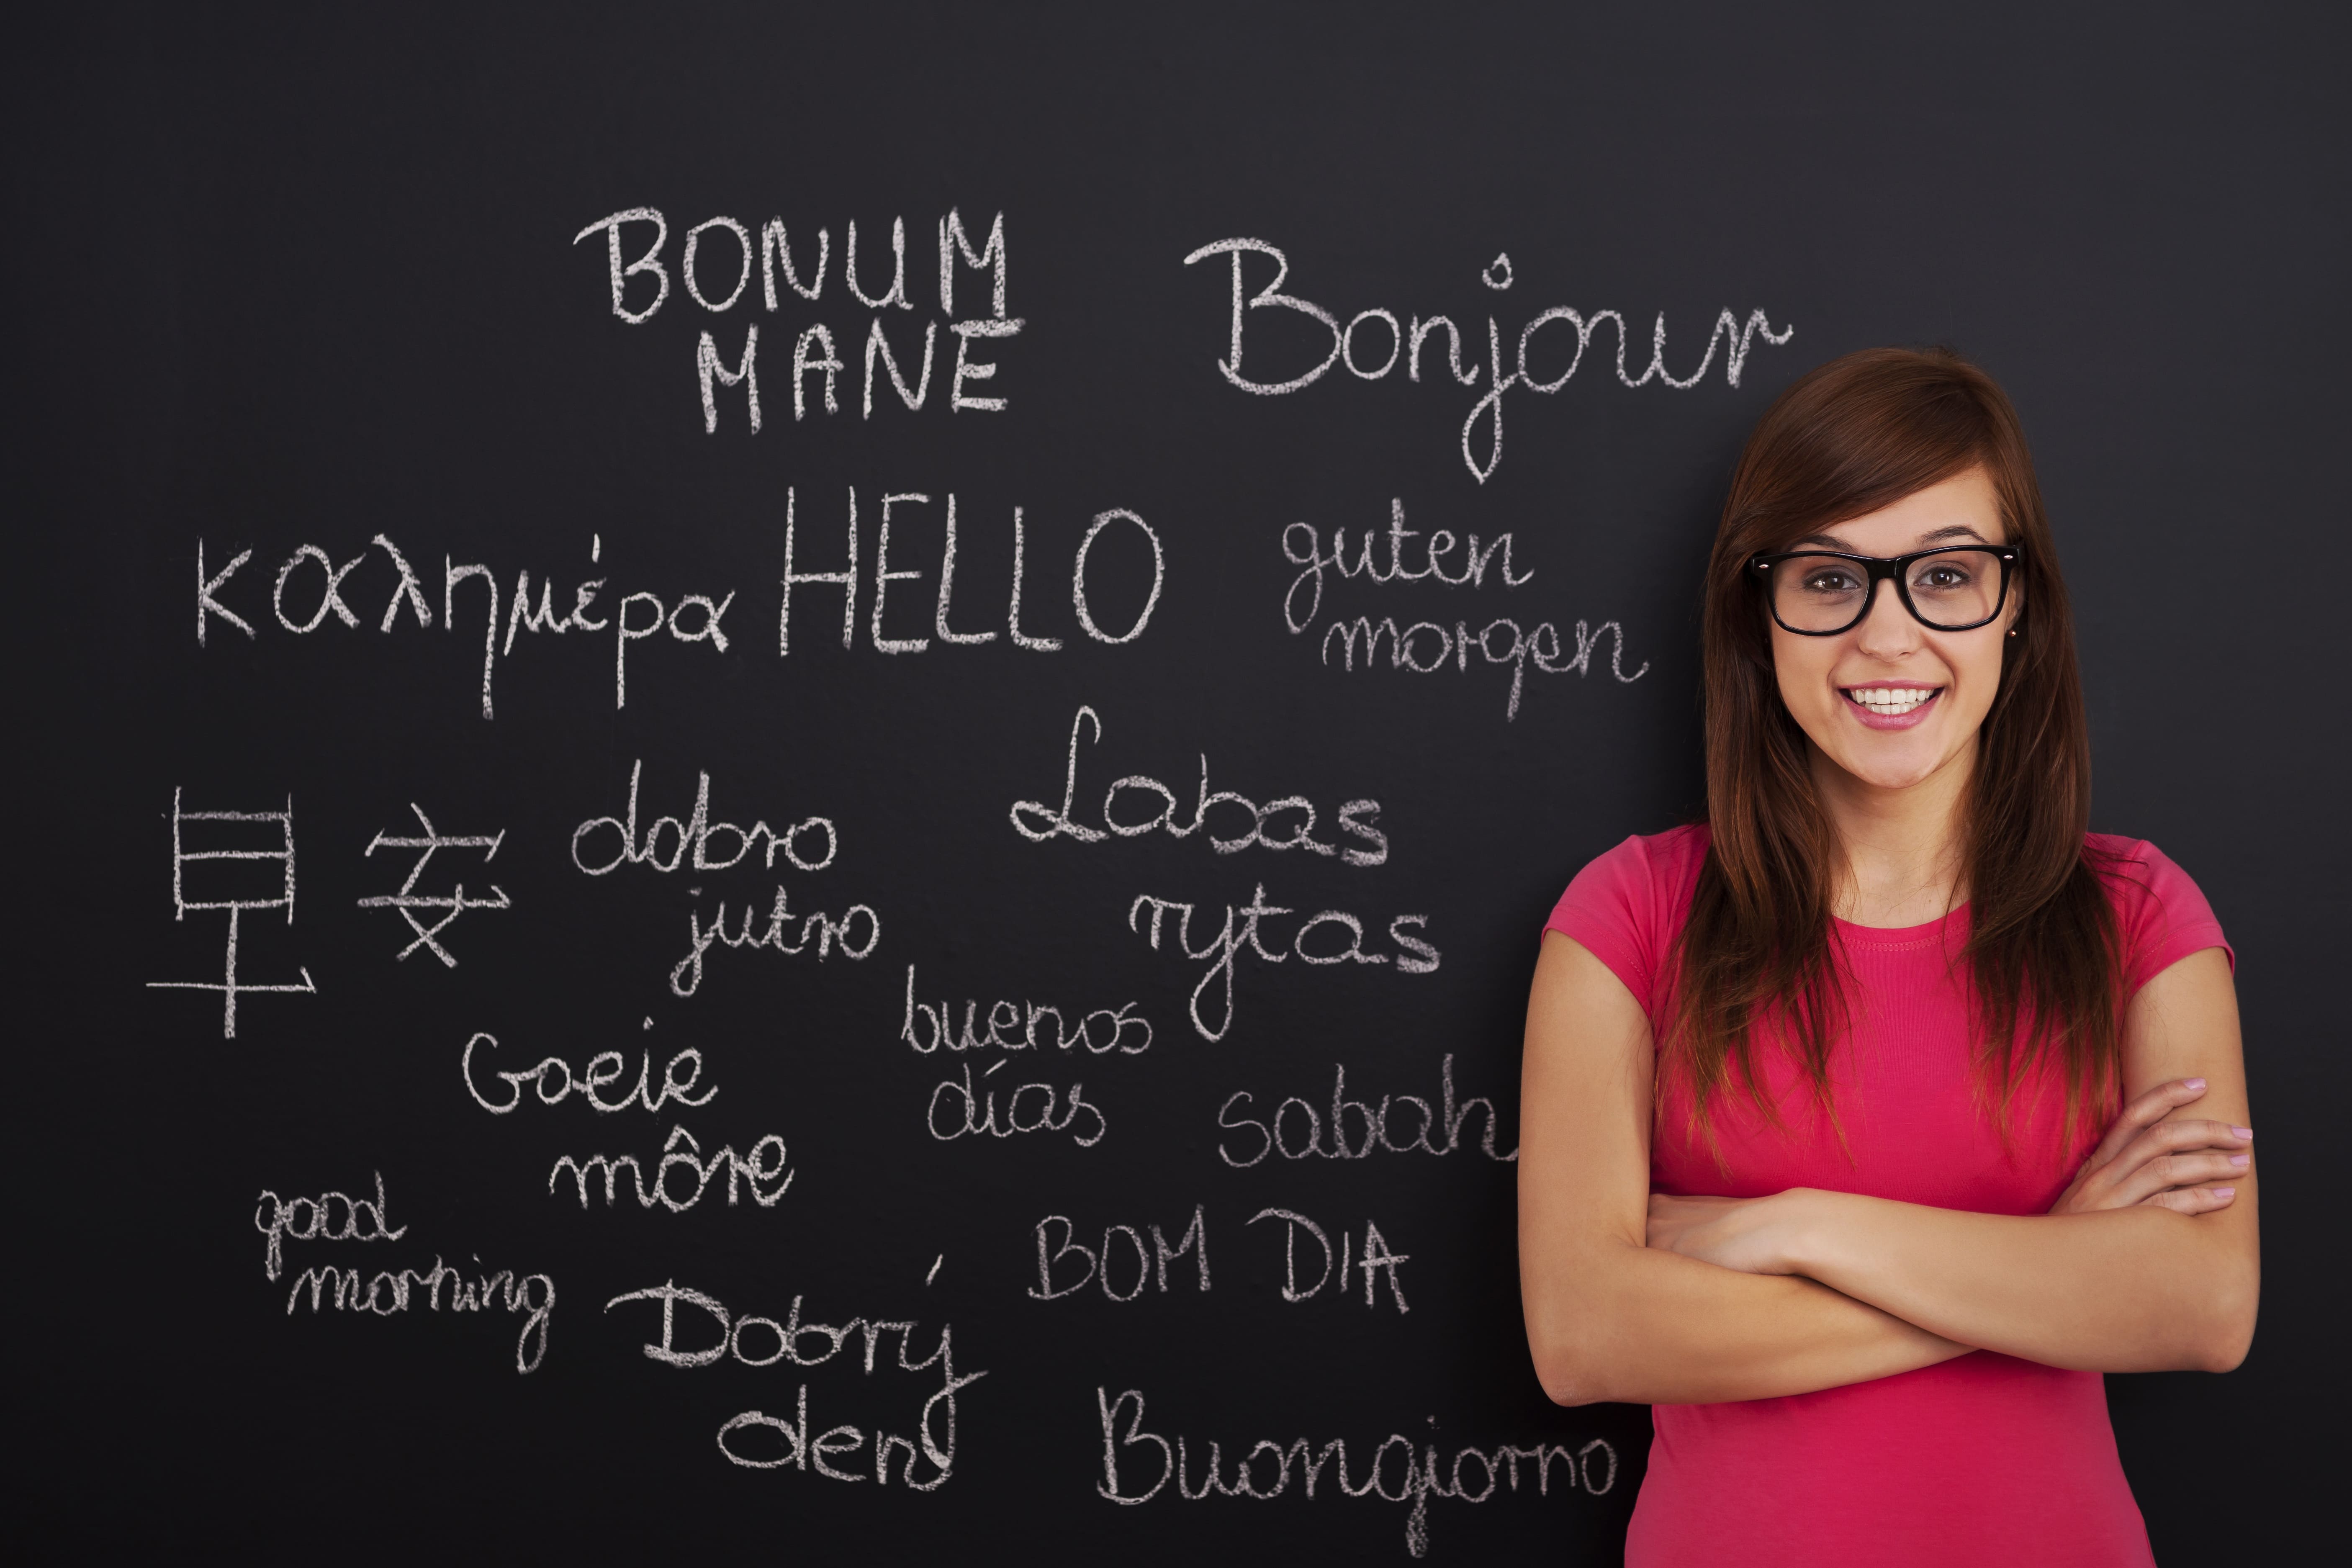 BONUM
MANE
Bonjour
καλημέρα
HELLO
guten
morgen
早安
dobro
jutro
Labas
rytas
buenos
días
Goeie
môre
sabah
good
morning
BOM DIA
Dobrý
den
Buongiorno